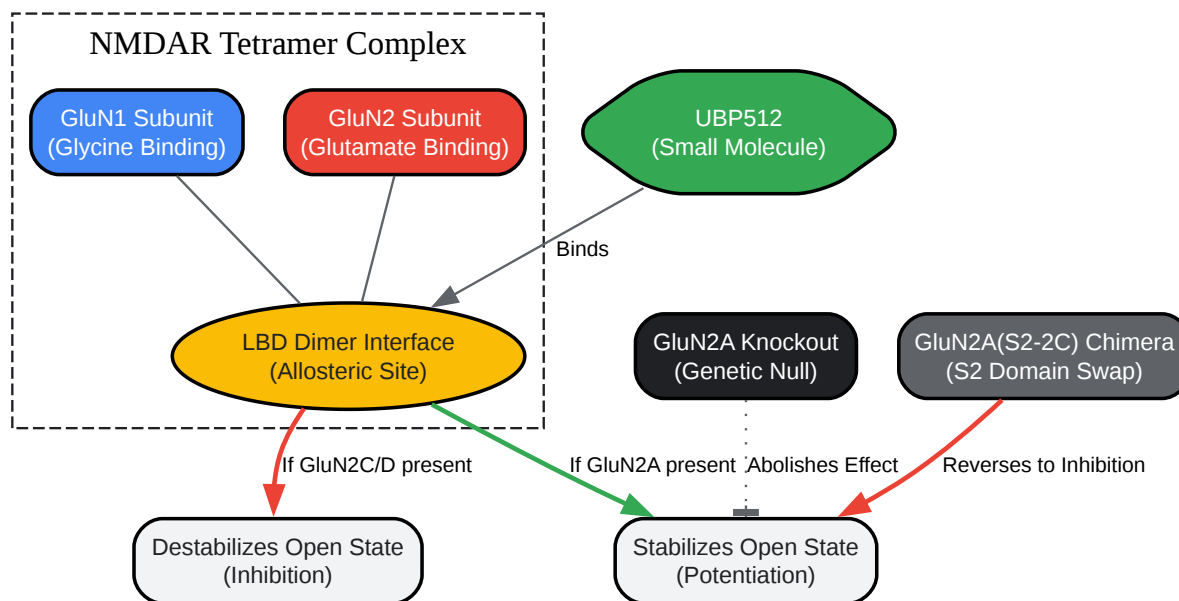 NMDAR Tetramer Complex
GluN1 Subunit
(Glycine Binding)
GluN2 Subunit
(Glutamate Binding)
UBP512
(Small Molecule)
Binds
LBD Dimer Interface
(Allosteric Site)
GluN2A Knockout
(Genetic Null)
GluN2A(S2-2C) Chimera
(S2 Domain Swap)
If GluN2C/D present
If GluN2A present
Abolishes Effect
Reverses to Inhibition
Destabilizes Open State
(Inhibition)
Stabilizes Open State
(Potentiation)